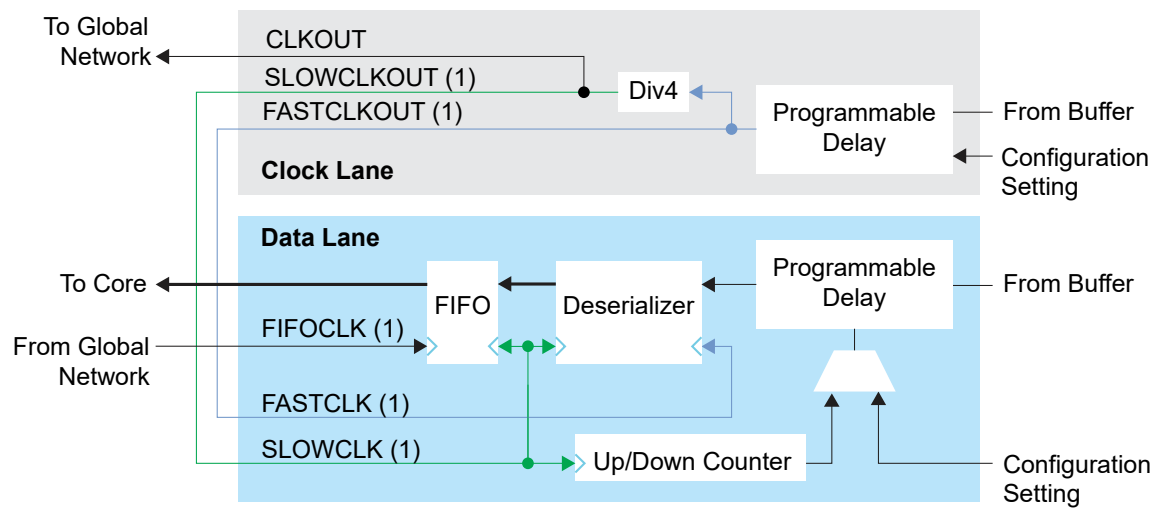 To Global
Network
CLKOUT
SLOWCLKOUT (1)
FASTCLKOUT (1)
Div4
Programmable
Delay
From Buffer
Configuration
Setting
Clock Lane
Data Lane
To Core
FIFO
Deserializer
Programmable
Delay
From Buffer
FIFOCLK (1)
From Global
Network
FASTCLK (1)
SLOWCLK (1)
Up/Down Counter
Configuration
Setting